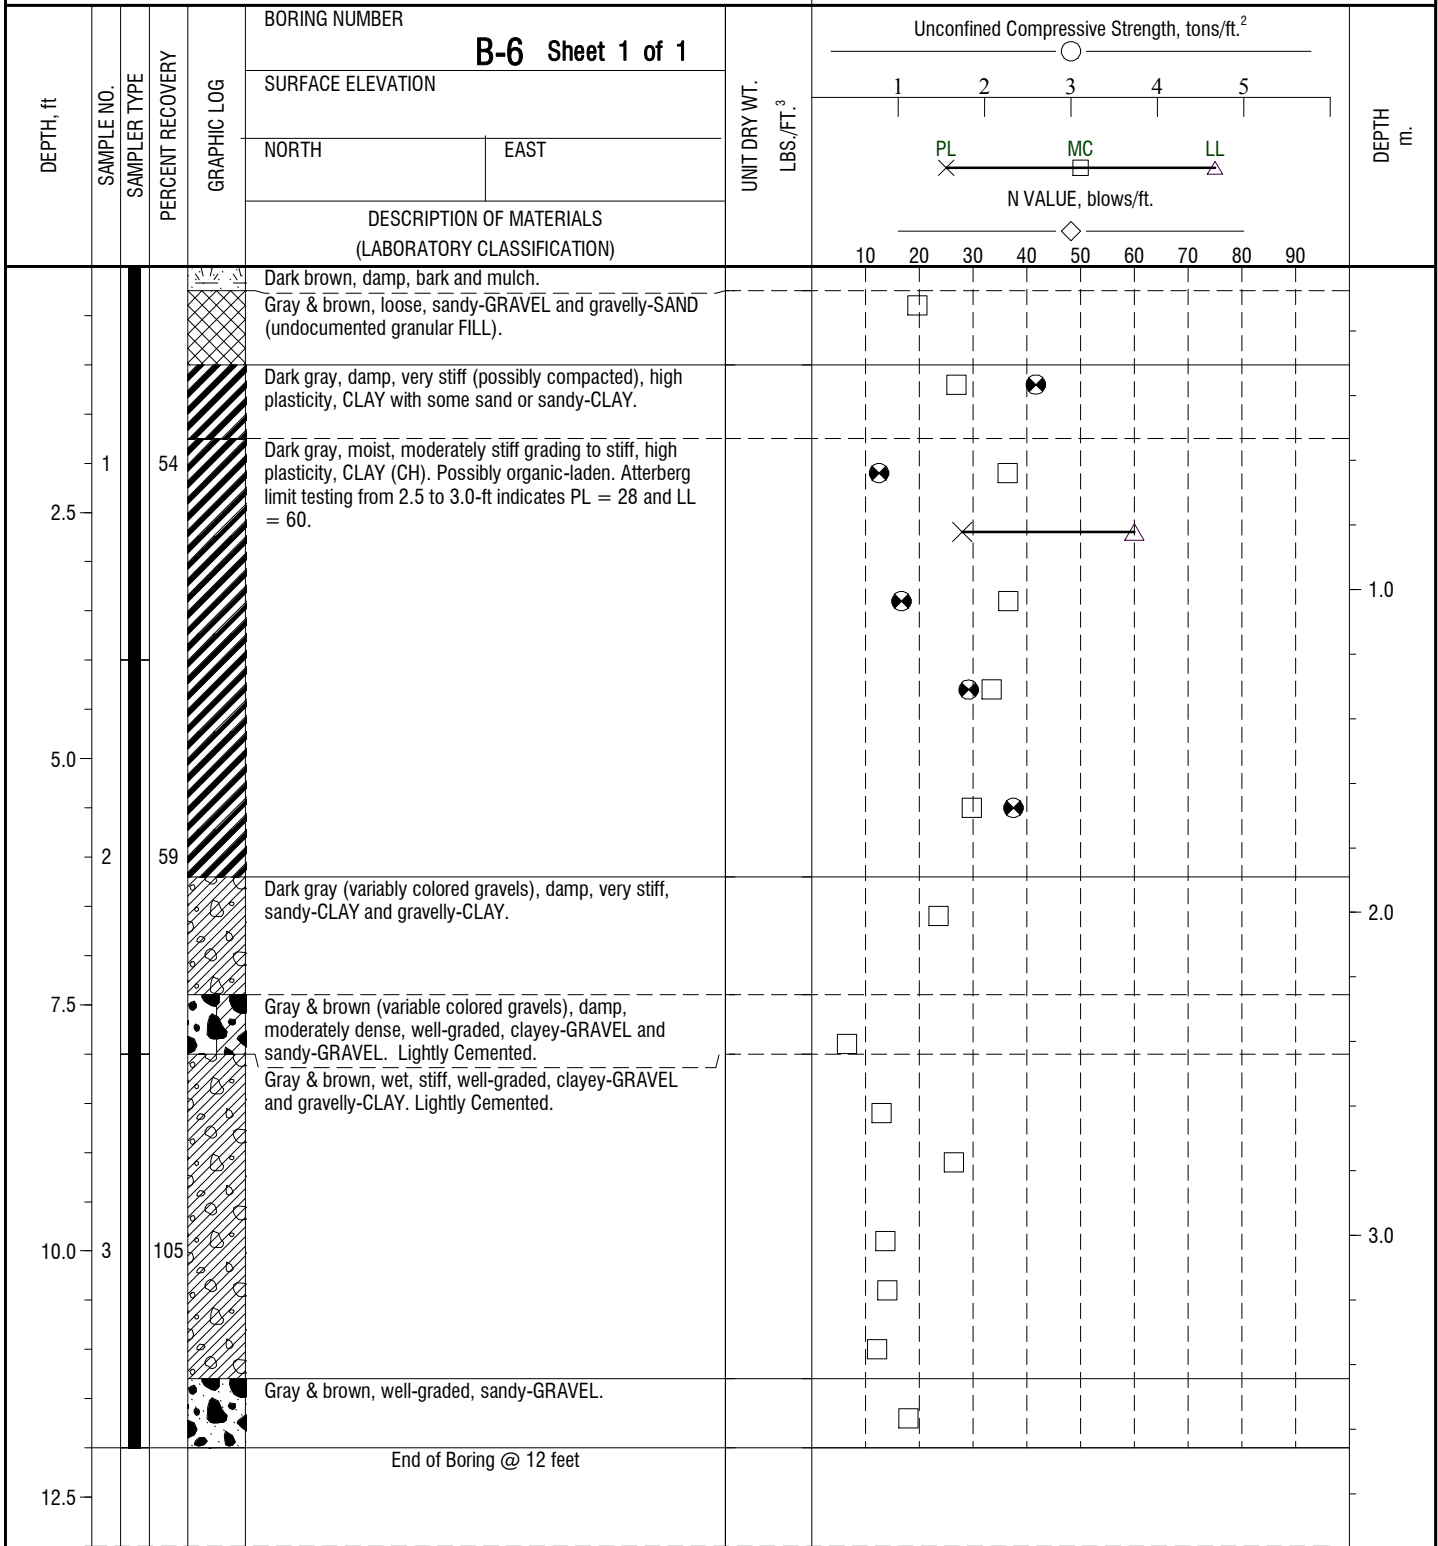 BORING NUMBER
B-6 Sheet 1 of 1
SURFACE ELEVATION
NORTH
EAST
DESCRIPTION OF MATERIALS
(LABORATORY CLASSIFICATION)
DEPTH, ft
SAMPLE NO.
SAMPLER TYPE
PERCENT RECOVERY
GRAPHIC LOG
UNIT DRY WT.
LBS./FT.³
Unconfined Compressive Strength, tons/ft.²
1 2 3 4 5
PL MC LL
N VALUE, blows/ft.
10 20 30 40 50 60 70 80 90
DEPTH
m.
Dark brown, damp, bark and mulch.
Gray & brown, loose, sandy-GRAVEL and gravelly-SAND
(undocumented granular FILL).
Dark gray, damp, very stiff (possibly compacted), high
plasticity, CLAY with some sand or sandy-CLAY.
1 54
Dark gray, moist, moderately stiff grading to stiff, high
plasticity, CLAY (CH). Possibly organic-laden. Atterberg
limit testing from 2.5 to 3.0-ft indicates PL = 28 and LL
= 60.
2.5
1.0
5.0
2 59
Dark gray (variably colored gravels), damp, very stiff,
sandy-CLAY and gravelly-CLAY.
2.0
7.5
Gray & brown (variable colored gravels), damp,
moderately dense, well-graded, clayey-GRAVEL and
sandy-GRAVEL. Lightly Cemented.
Gray & brown, wet, stiff, well-graded, clayey-GRAVEL
and gravelly-CLAY. Lightly Cemented.
10.0 3 105
3.0
Gray & brown, well-graded, sandy-GRAVEL.
End of Boring @ 12 feet
12.5